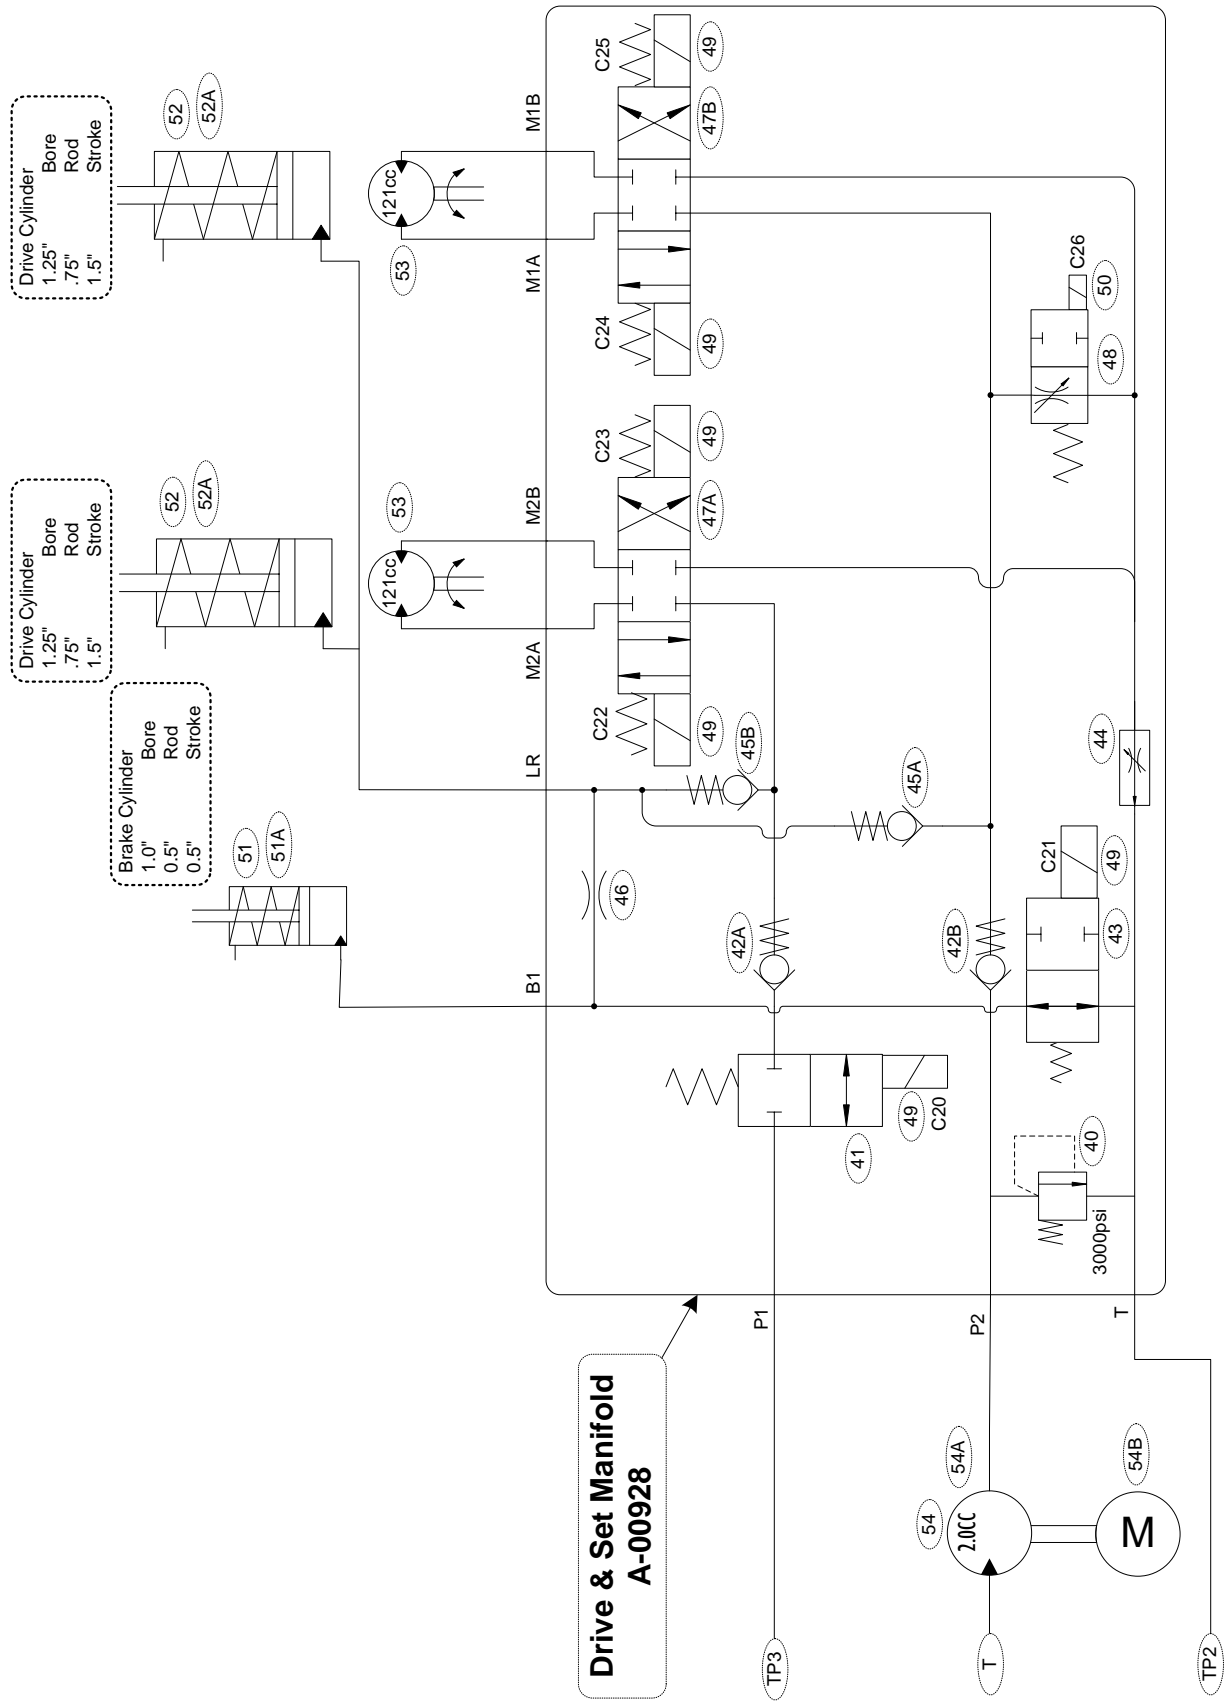 Drive Cylinder
1.25" Bore
.75" Rod
1.5" Stroke
52
52A
Drive Cylinder
1.25" Bore
.75" Rod
1.5" Stroke
52
52A
Brake Cylinder
1.0" Bore
0.5" Rod
0.5" Stroke
51
51A
121cc
53
121cc
53
B1
LR
M2A
M2B
M1A
M1B
C22
49
C23
49
47A
C24
49
C25
49
47B
46
45B
45A
42A
42B
41
49
C20
C21
49
43
44
C26
50
48
40
3000psi
P1
P2
T
Drive & Set Manifold
A-00928
54
54A
2.0CC
M
54B
TP3
T
TP2